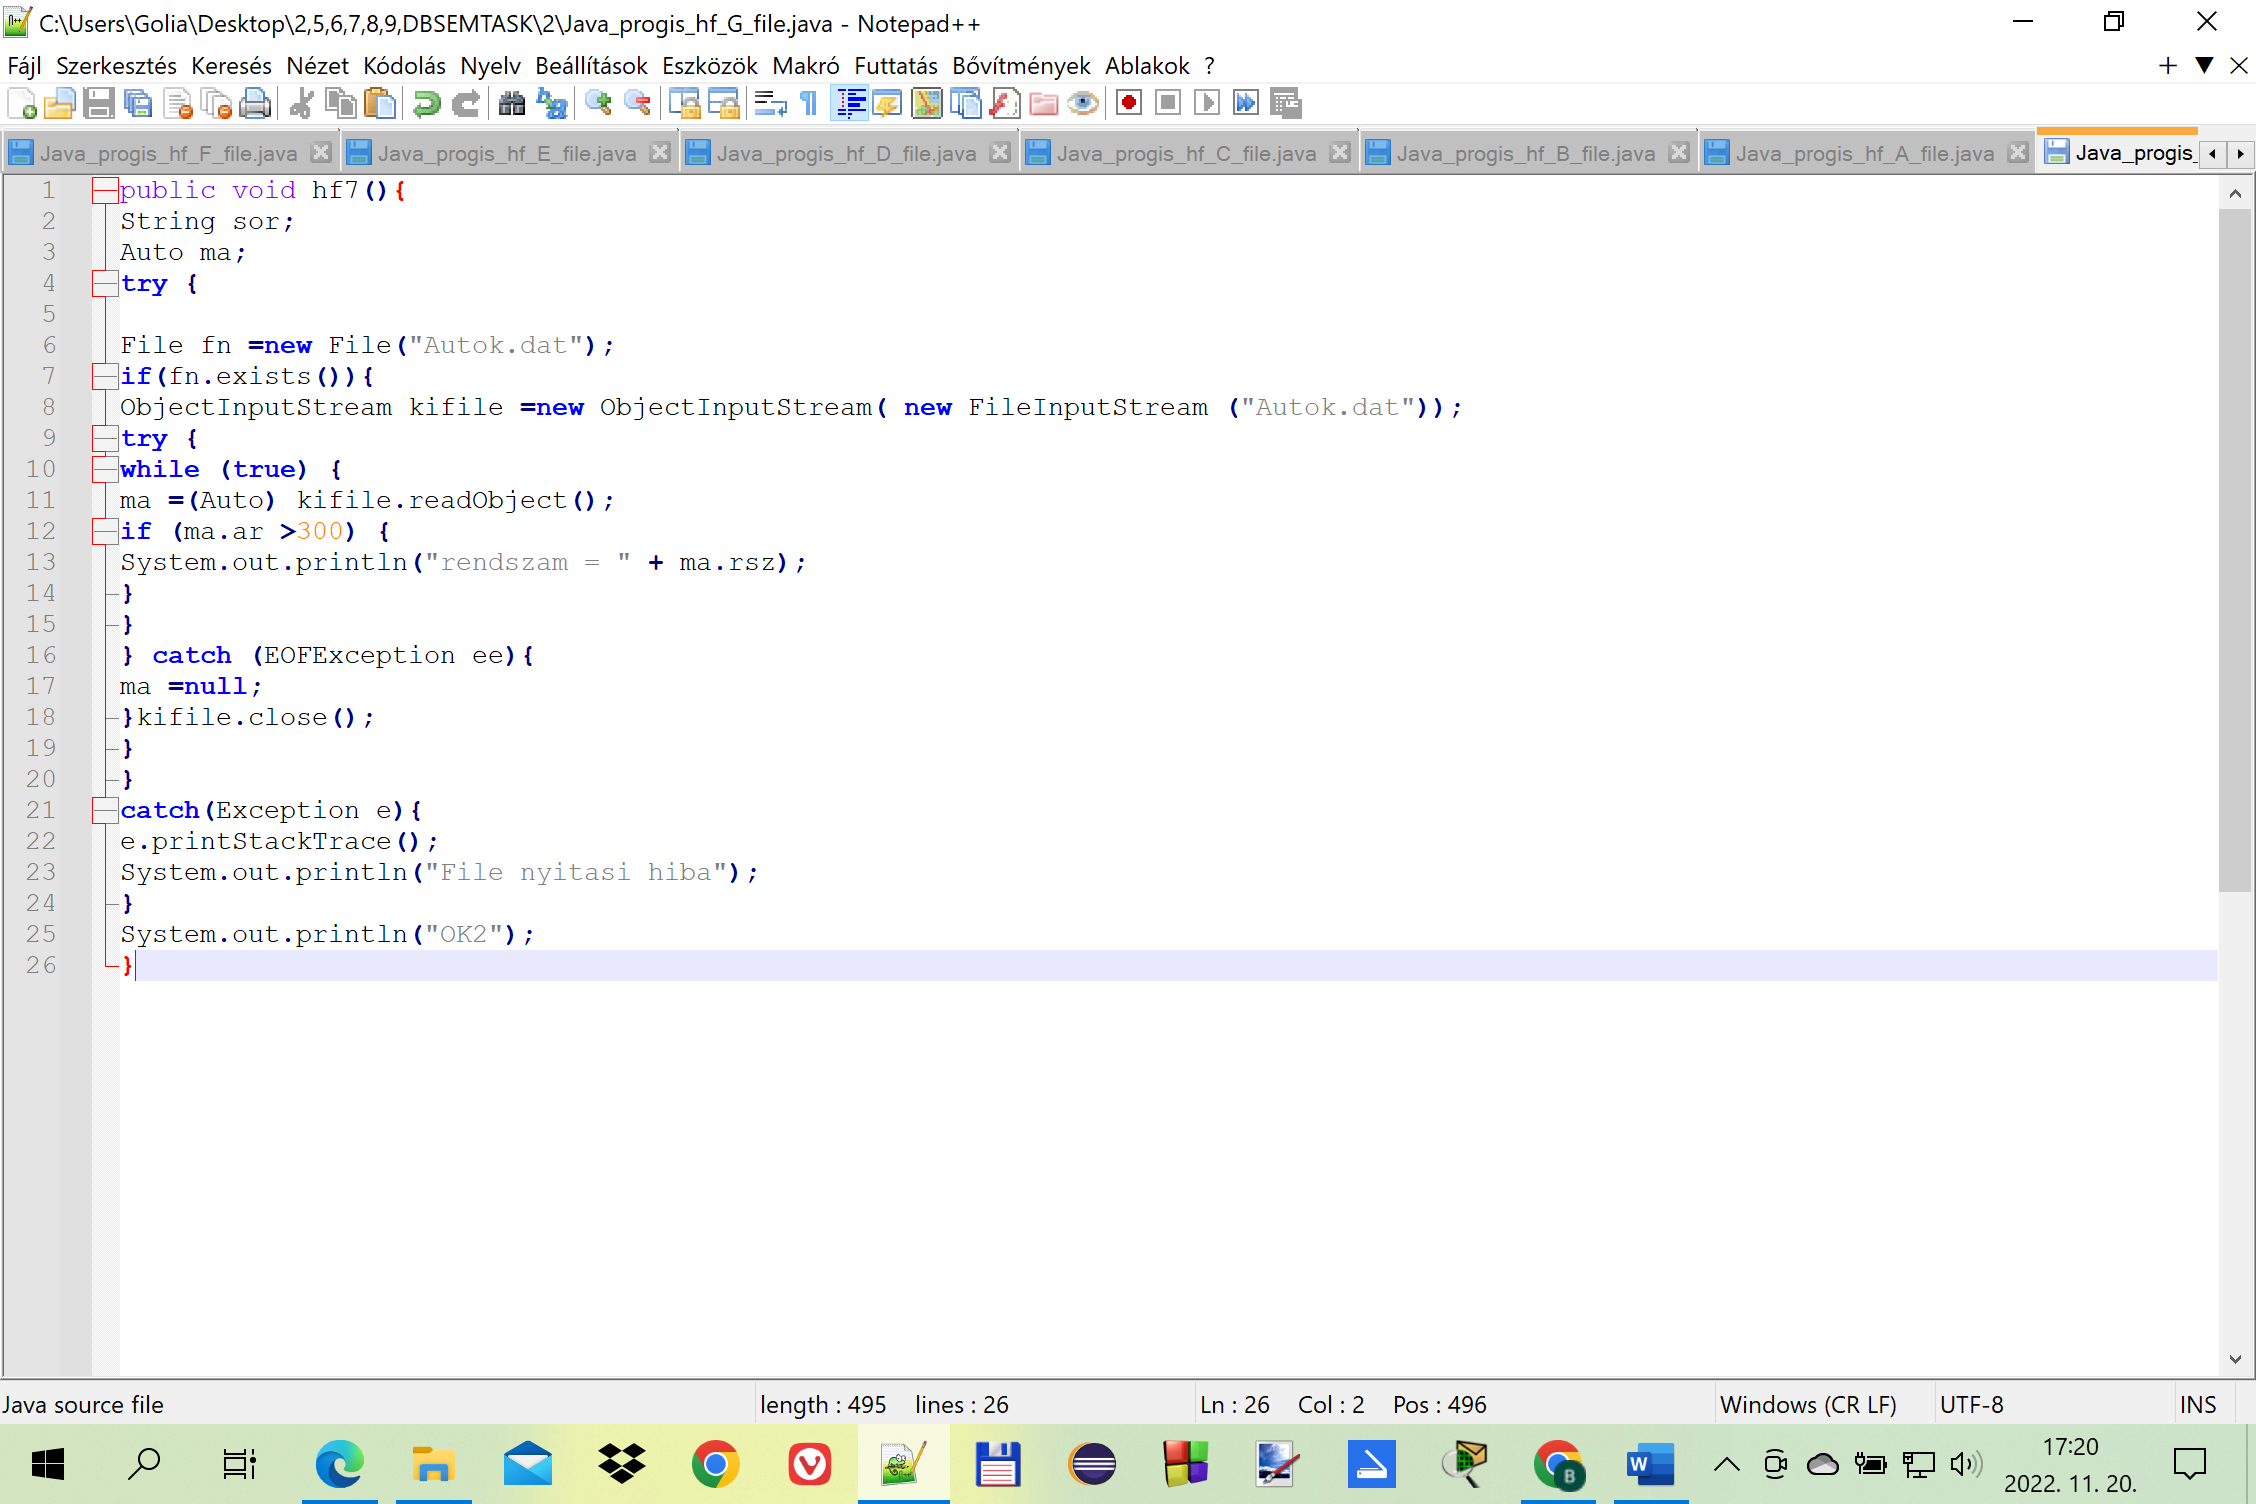 C:\Users\Golia\Desktop\2,5,6,7,8,9,DBSEMTASK\2\Java_progis_hf_G_file.java - Notepad++
Fájl Szerkesztés Keresés Nézet Kódolás Nyelv Beállítások Eszközök Makró Futtatás Bővítmények Ablakok ?
Java_progis_hf_F_file.java Java_progis_hf_E_file.java Java_progis_hf_D_file.java Java_progis_hf_C_file.java Java_progis_hf_B_file.java Java_progis_hf_A_file.java Java_progis_
1 public void hf7(){
2 String sor;
3 Auto ma;
4 try {
5
6 File fn =new File("Autok.dat");
7 if(fn.exists()){
8 ObjectInputStream kifile =new ObjectInputStream( new FileInputStream ("Autok.dat"));
9 try {
10 while (true) {
11 ma =(Auto) kifile.readObject();
12 if (ma.ar >300) {
13 System.out.println("rendszam = " + ma.rsz);
14 }
15 }
16 } catch (EOFException ee){
17 ma =null;
18 }kifile.close();
19 }
20 }
21 catch(Exception e){
22 e.printStackTrace();
23 System.out.println("File nyitasi hiba");
24 }
25 System.out.println("OK2");
26 }
Java source file length : 495 lines : 26 Ln : 26 Col : 2 Pos : 496 Windows (CR LF) UTF-8 INS
17:20
2022. 11. 20.